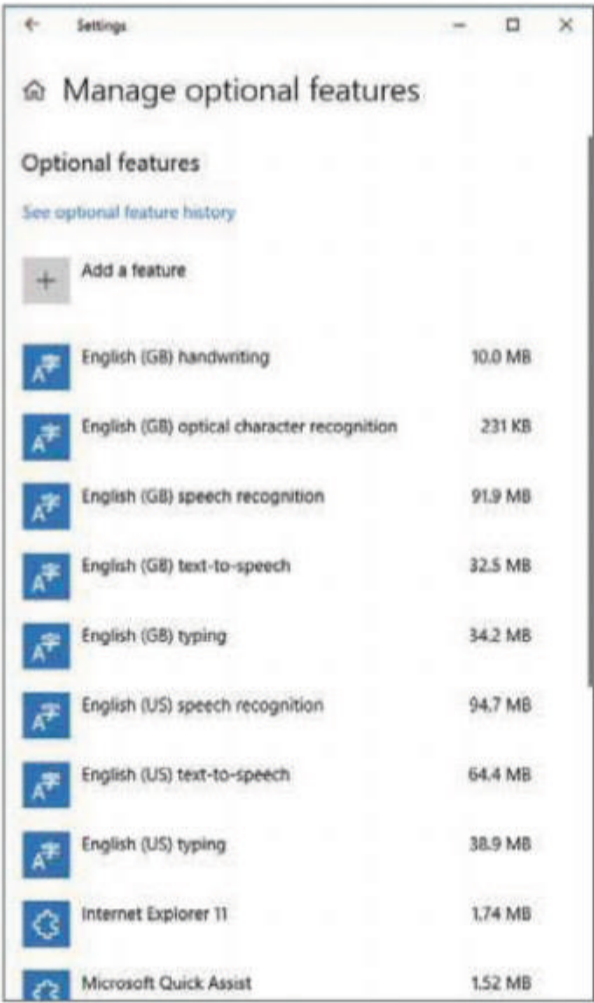 Settings
Manage optional features
Optional features
See optional feature history
Add a feature
English (GB) handwriting 10.0 MB
English (GB) optical character recognition 231 KB
English (GB) speech recognition 91.9 MB
English (GB) text-to-speech 32.5 MB
English (GB) typing 34.2 MB
English (US) speech recognition 94.7 MB
English (US) text-to-speech 64.4 MB
English (US) typing 38.9 MB
Internet Explorer 11 1.74 MB
Microsoft Quick Assist 1.52 MB